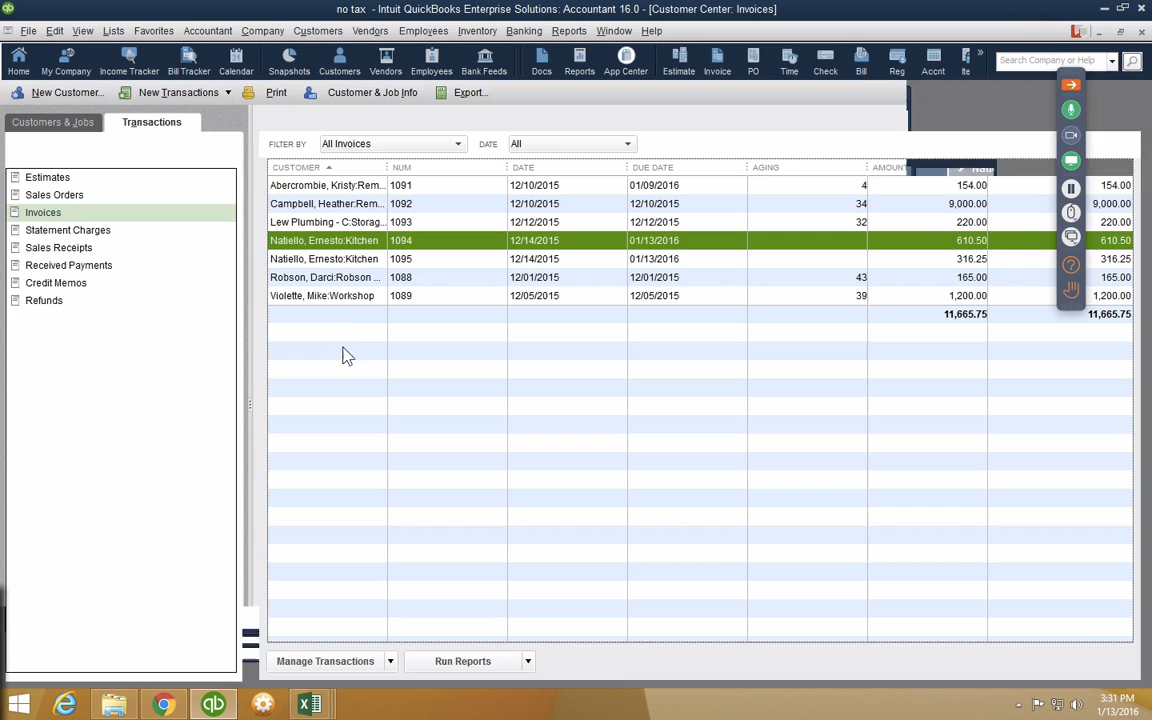 no tax - Intuit QuickBooks Enterprise Solutions: Accountant 16.0 - [Customer Center: Invoices]
File Edit View Lists Favorites Accountant Company Customers Vendors Employees Inventory Banking Reports Window Help
Home My Company Income Tracker Bill Tracker Calendar Snapshots Customers Vendors Employees Bank Feeds Docs Reports App Center Estimate Invoice PO Time Check Bill Reg Accnt Ite » Search Company or Help
New Customer... New Transactions Print Customer & Job Info Export...
Customers & Jobs Transactions
FILTER BY All Invoices DATE All
CUSTOMER NUM DATE DUE DATE AGING AMOUNT
Estimates
Sales Orders
Invoices
Statement Charges
Sales Receipts
Received Payments
Credit Memos
Refunds
Abercrombie, Kristy:Rem... 1091 12/10/2015 01/09/2016 4 154.00 154.00
Campbell, Heather:Rem... 1092 12/10/2015 12/10/2015 34 9,000.00 9,000.00
Lew Plumbing - C:Storag... 1093 12/12/2015 12/12/2015 32 220.00 220.00
Natiello, Ernesto:Kitchen 1094 12/14/2015 01/13/2016 610.50 610.50
Natiello, Ernesto:Kitchen 1095 12/14/2015 01/13/2016 316.25 316.25
Robson, Darci:Robson ... 1088 12/01/2015 12/01/2015 43 165.00 165.00
Violette, Mike:Workshop 1089 12/05/2015 12/05/2015 39 1,200.00 1,200.00
11,665.75 11,665.75
Manage Transactions Run Reports
3:31 PM
1/13/2016